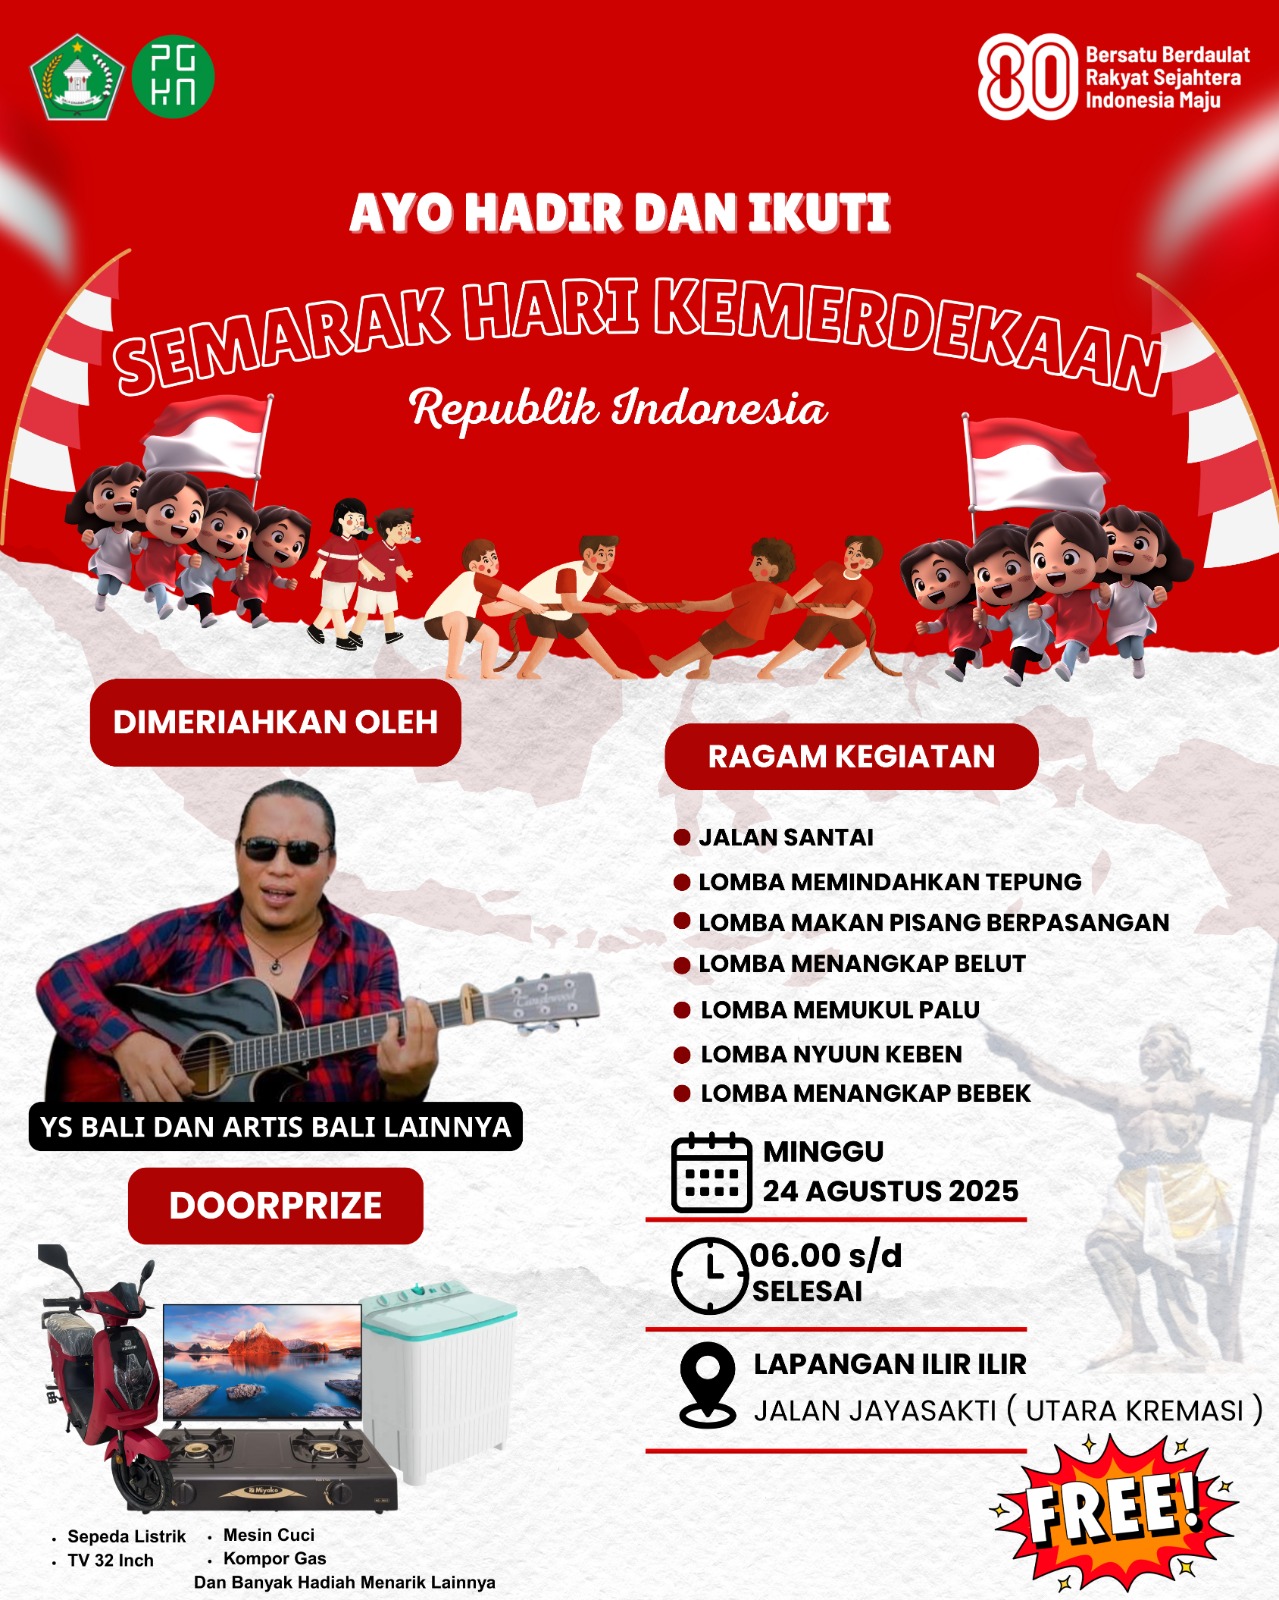 PG
KN
80
Bersatu Berdaulat
Rakyat Sejahtera
Indonesia Maju
AYO HADIR DAN IKUTI
SEMARAK HARI KEMERDEKAAN
Republik Indonesia
DIMERIAHKAN OLEH
YS BALI DAN ARTIS BALI LAINNYA
DOORPRIZE
Miyako
• Sepeda Listrik
• TV 32 Inch
• Mesin Cuci
• Kompor Gas
Dan Banyak Hadiah Menarik Lainnya
RAGAM KEGIATAN
● JALAN SANTAI
● LOMBA MEMINDAHKAN TEPUNG
● LOMBA MAKAN PISANG BERPASANGAN
● LOMBA MENANGKAP BELUT
● LOMBA MEMUKUL PALU
● LOMBA NYUUN KEBEN
● LOMBA MENANGKAP BEBEK
MINGGU
24 AGUSTUS 2025
06.00 s/d
SELESAI
LAPANGAN ILIR ILIR
JALAN JAYASAKTI ( UTARA KREMASI )
FREE!